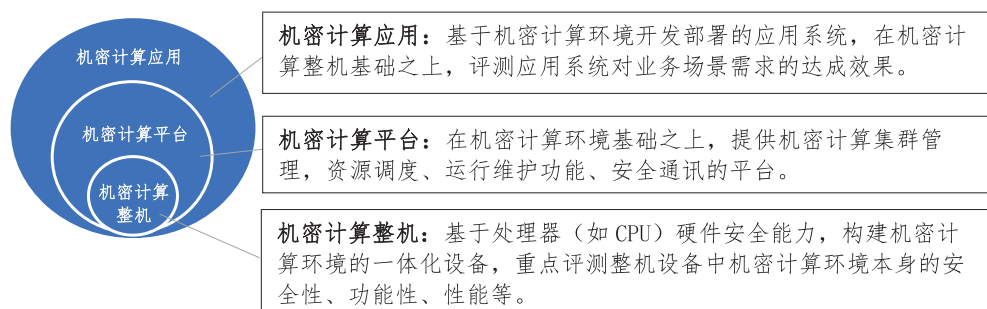 机密计算应用
机密计算平台
机密计算
整机
机密计算应用：基于机密计算环境开发部署的应用系统，在机密计
算整机基础之上，评测应用系统对业务场景需求的达成效果。
机密计算平台：在机密计算环境基础之上，提供机密计算集群管
理，资源调度、运行维护功能、安全通讯的平台。
机密计算整机：基于处理器（如 CPU）硬件安全能力，构建机密计
算环境的一体化设备，重点评测整机设备中机密计算环境本身的安
全性、功能性、性能等。